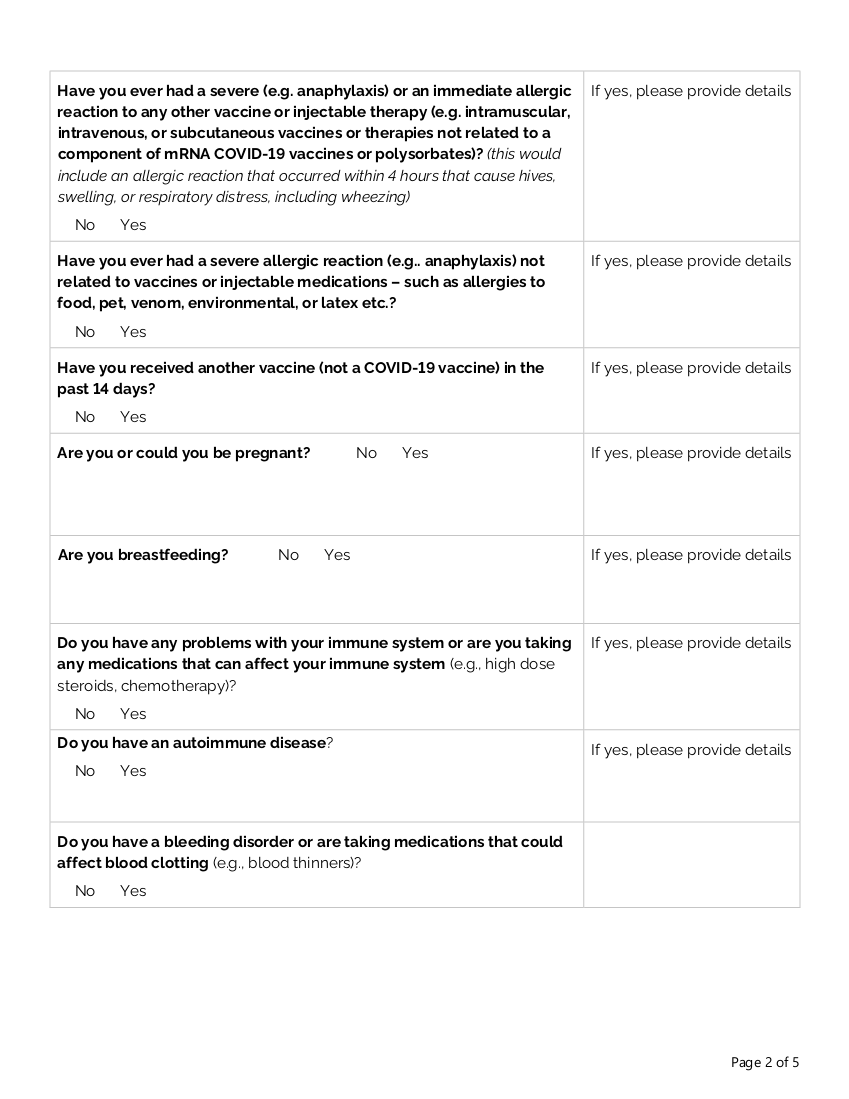 Have you ever had a severe (e.g. anaphylaxis) or an immediate allergic
reaction to any other vaccine or injectable therapy (e.g. intramuscular,
intravenous, or subcutaneous vaccines or therapies not related to a
component of mRNA COVID-19 vaccines or polysorbates)? (this would
include an allergic reaction that occurred within 4 hours that cause hives,
swelling, or respiratory distress, including wheezing)
No Yes
If yes, please provide details
Have you ever had a severe allergic reaction (e.g.. anaphylaxis) not
related to vaccines or injectable medications – such as allergies to
food, pet, venom, environmental, or latex etc.?
No Yes
If yes, please provide details
Have you received another vaccine (not a COVID-19 vaccine) in the
past 14 days?
No Yes
If yes, please provide details
Are you or could you be pregnant? No Yes
If yes, please provide details
Are you breastfeeding? No Yes
If yes, please provide details
Do you have any problems with your immune system or are you taking
any medications that can affect your immune system (e.g., high dose
steroids, chemotherapy)?
No Yes
If yes, please provide details
Do you have an autoimmune disease?
No Yes
If yes, please provide details
Do you have a bleeding disorder or are taking medications that could
affect blood clotting (e.g., blood thinners)?
No Yes
Page 2 of 5